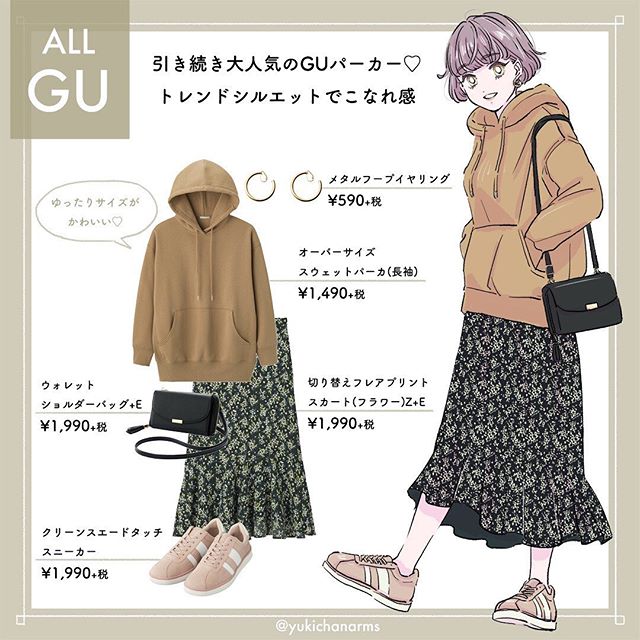 ALL
GU
引き続き大人気のGUパーカー♡
トレンドシルエットでこなれ感
ゆったりサイズが
かわいい♡
メタルフープイヤリング
¥590+税
オーバーサイズ
スウェットパーカ(長袖)
¥1,490+税
ウォレット
ショルダーバッグ+E
¥1,990+税
切り替えフレアプリント
スカート(フラワー)Z+E
¥1,990+税
クリーンスエードタッチ
スニーカー
¥1,990+税
@yukichanarms